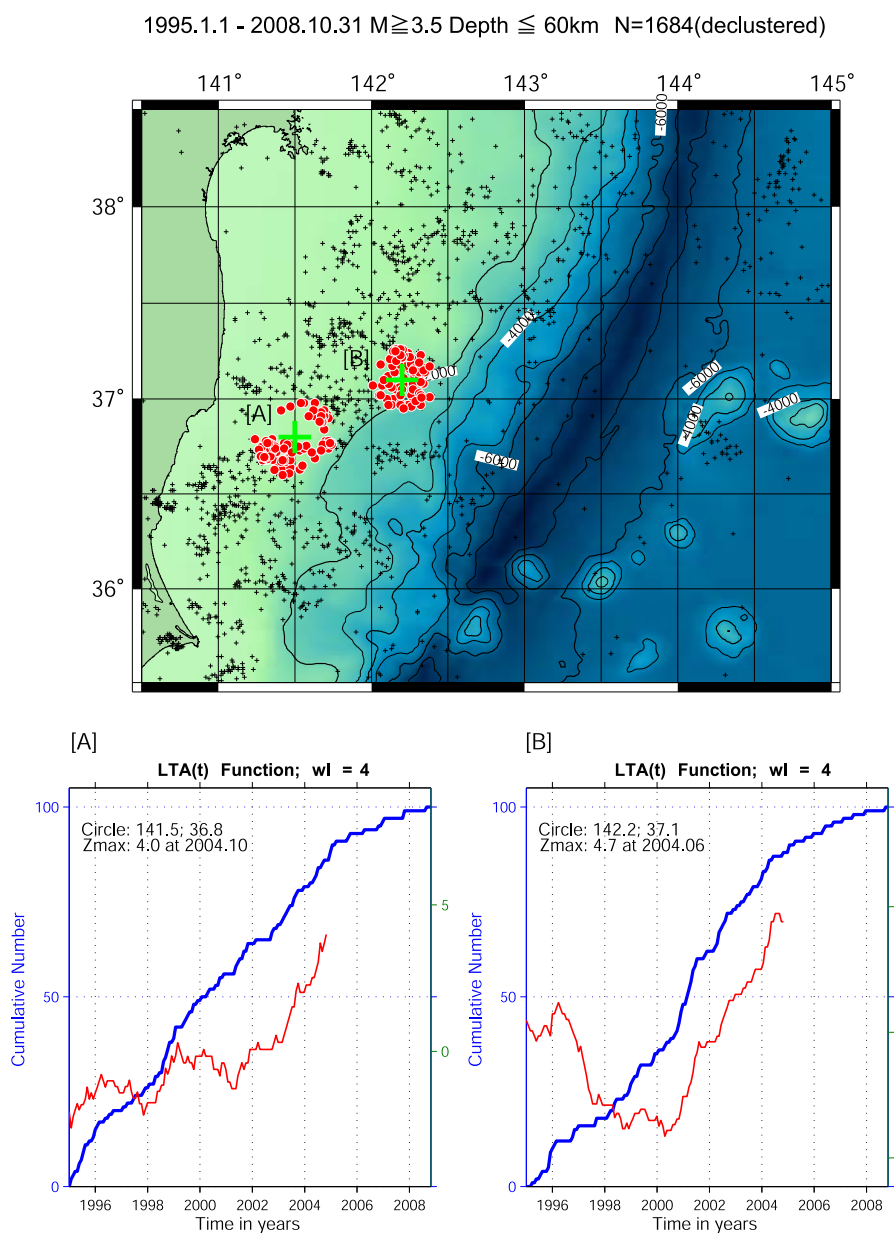 1995.1.1 - 2008.10.31 M≧3.5 Depth ≦ 60km N=1684(declustered)
141° 142° 143° 144° 145°
38°
37°
36°
-6000
-4000
-6000
-4000
-4000
-6000
000
[B]
[A]
[A]
LTA(t) Function; wl = 4
Circle: 141.5; 36.8
Zmax: 4.0 at 2004.10
Cumulative Number
100
50
0
5
0
1996 1998 2000 2002 2004 2006 2008
Time in years
[B]
LTA(t) Function; wl = 4
Circle: 142.2; 37.1
Zmax: 4.7 at 2004.06
Cumulative Number
100
50
0
1996 1998 2000 2002 2004 2006 2008
Time in years